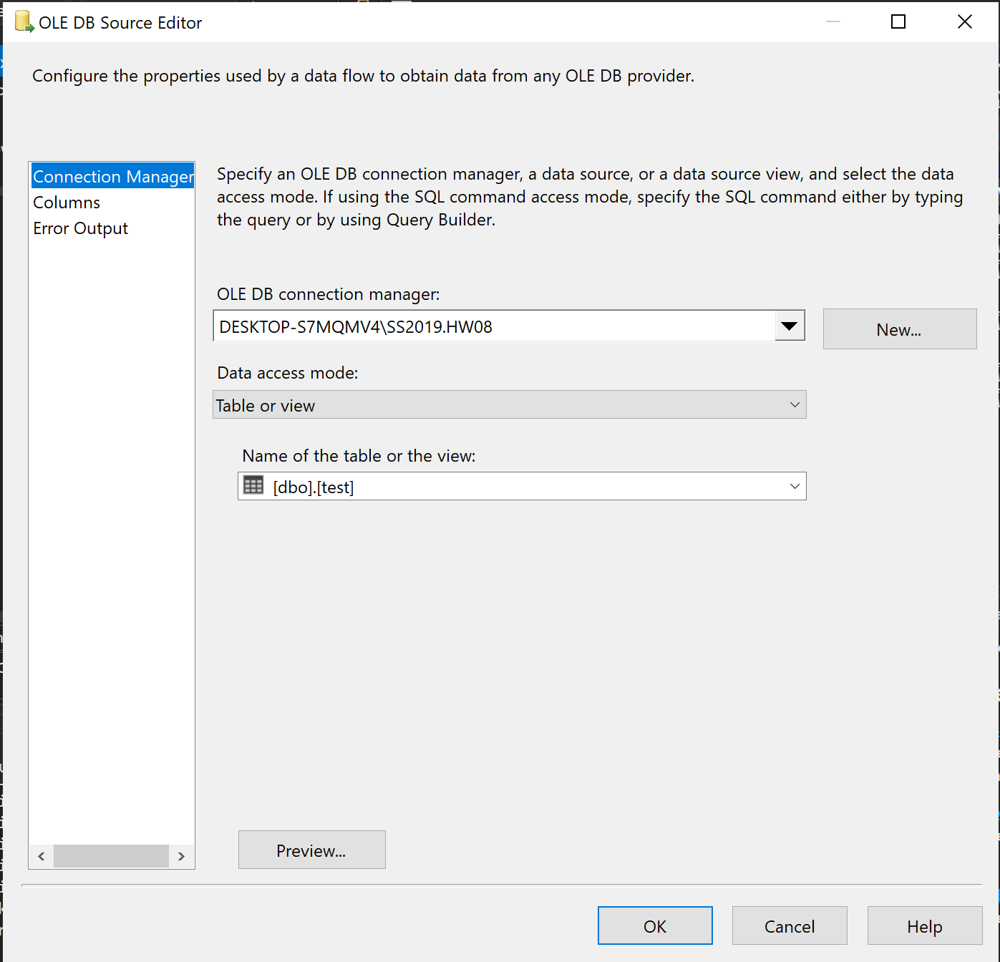 OLE DB Source Editor
Configure the properties used by a data flow to obtain data from any OLE DB provider.
Connection Manager
Columns
Error Output
Specify an OLE DB connection manager, a data source, or a data source view, and select the data
access mode. If using the SQL command access mode, specify the SQL command either by typing
the query or by using Query Builder.
OLE DB connection manager:
DESKTOP-S7MQMV4\SS2019.HW08
New...
Data access mode:
Table or view
Name of the table or the view:
[dbo].[test]
Preview...
OK
Cancel
Help